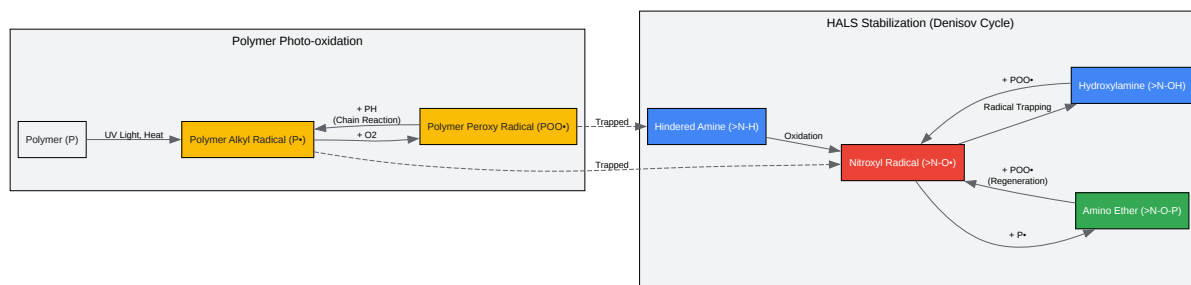 Polymer Photo-oxidation
HALS Stabilization (Denisov Cycle)
Polymer (P)
UV Light, Heat
Polymer Alkyl Radical (P•)
+ PH
(Chain Reaction)
+ O2
Polymer Peroxy Radical (POO•)
Trapped
Trapped
Hindered Amine (>N-H)
Oxidation
Nitroxyl Radical (>N-O•)
+ POO•
Radical Trapping
Hydroxylamine (>N-OH)
+ POO•
(Regeneration)
Amino Ether (>N-O-P)
+ P•